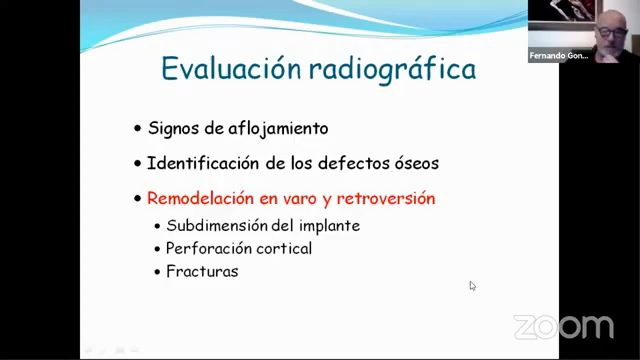 Fernando Gon...
Evaluación radiográfica
• Signos de aflojamiento
• Identificación de los defectos óseos
• Remodelación en varo y retroversión
• Subdimensión del implante
• Perforación cortical
• Fracturas
zoom